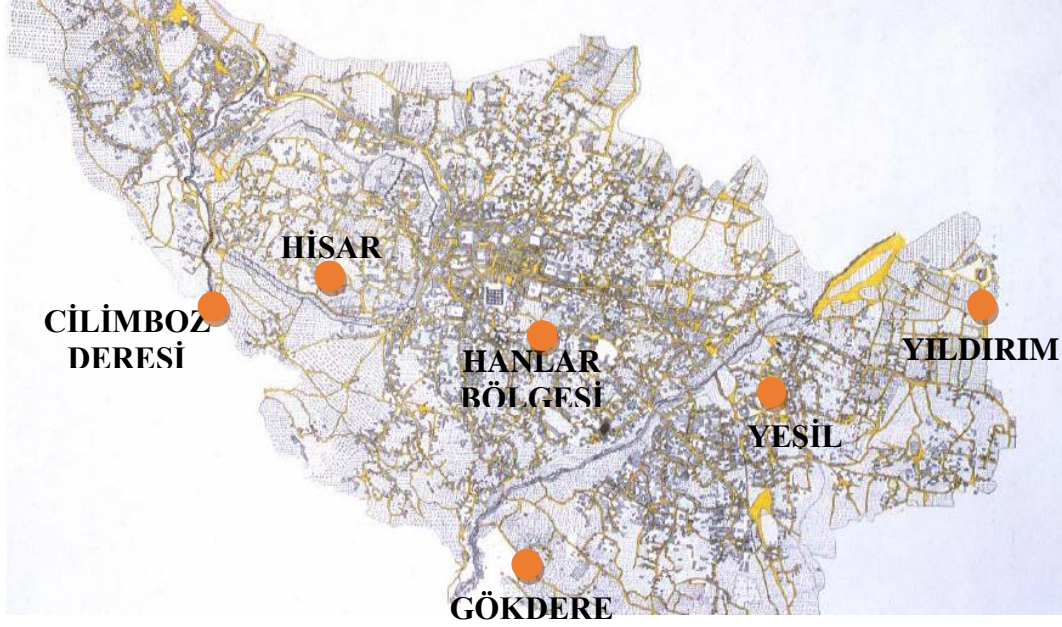 HİSAR
CİLİMBOZ
DERESİ
HANLAR
BÖLGESİ
YILDIRIM
YEŞİL
GÖKDERE